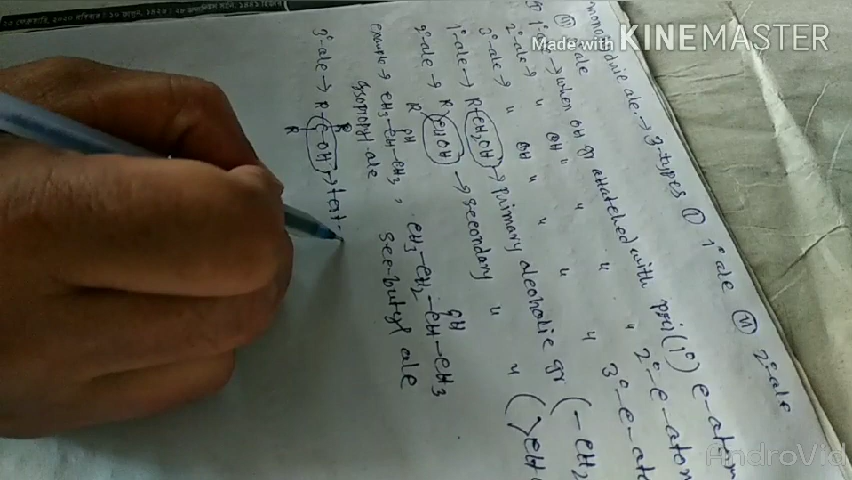 monohydric alc. → 3-types (I) 1°alc (II) 2°-alc
(III) 3°alc
1°-alc → when OH gr attatched with pri(1°) c-atom
2°-alc → " OH " " " " 2°-c-atom
3°-alc → " OH " " " " 3°-c-ato
1°-alc → R-(CH2OH) → primary alcoholic gr (-CH2
2°-alc → R (CHOH) → secondary " " (>CH
R
OH OH
example → CH3-CH-CH3, CH3-CH2-CH-CH3
isopropyl-alc sec-butyl alc
R
3°-alc → R-(C-OH) → tert-
R
Made with KINEMASTER
AndroVid